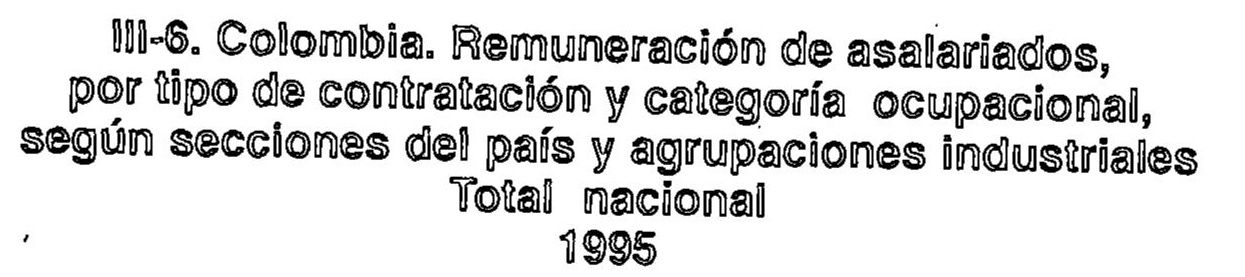 III-6. Colombia. Remuneración de asalariados,
por tipo de contratación y categoría ocupacional,
según secciones del país y agrupaciones industriales
Total nacional
1995